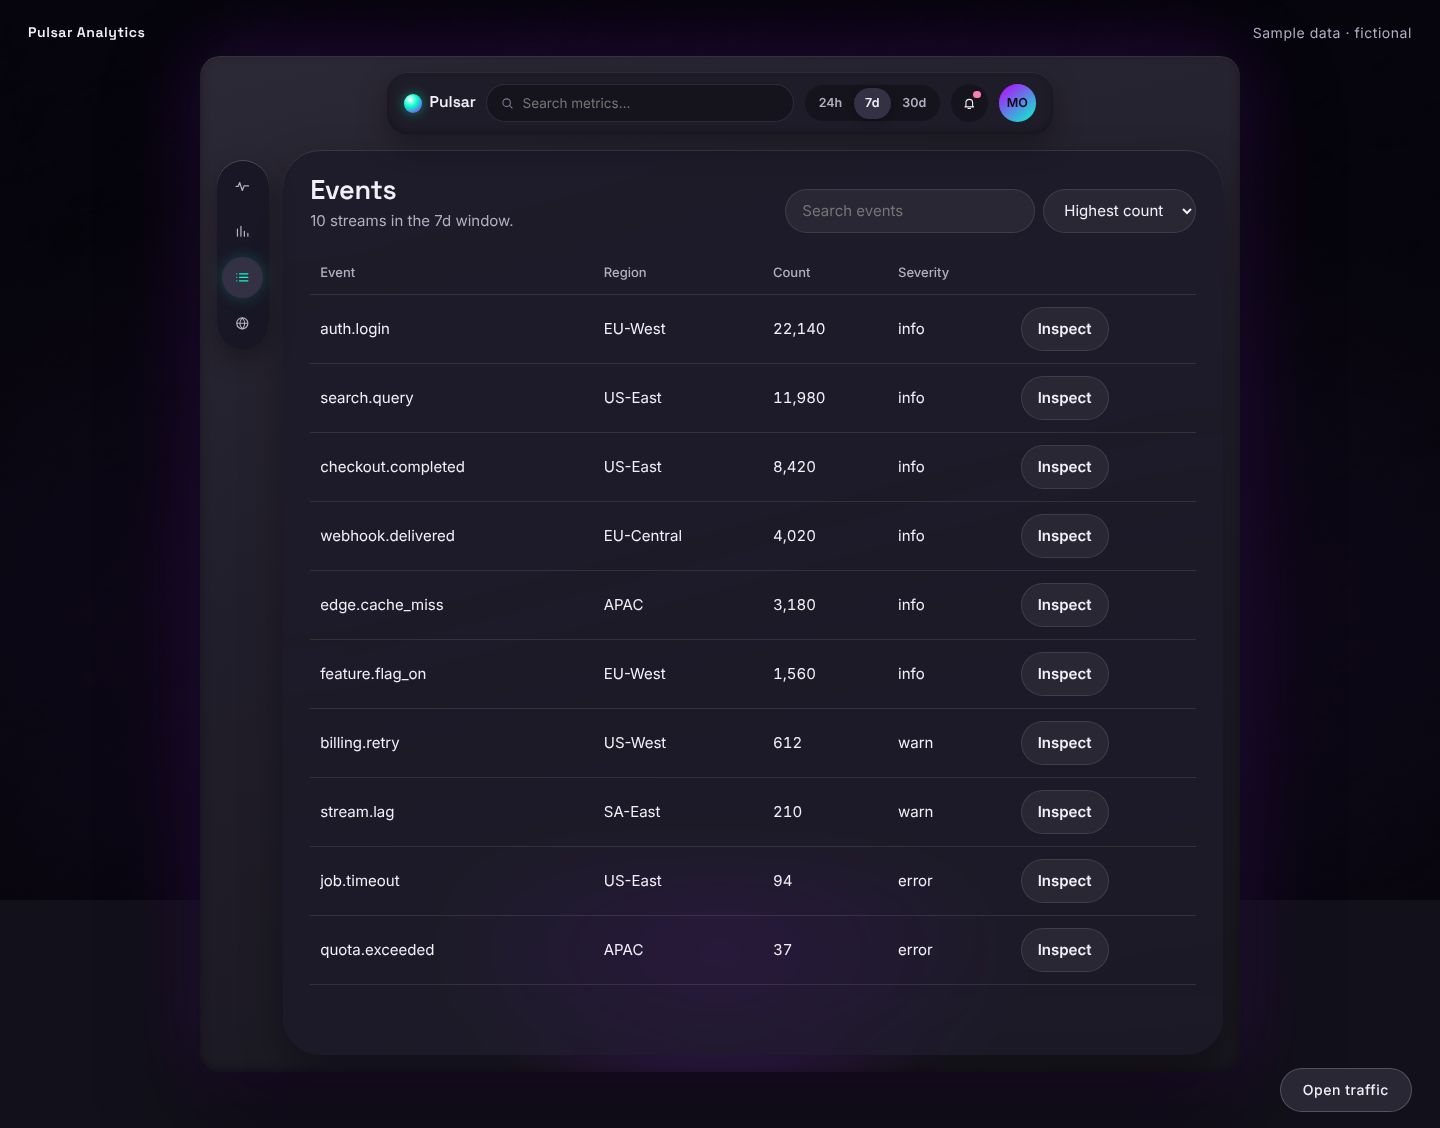 Pulsar Analytics
Sample data · fictional
Pulsar
Search metrics...
24h
7d
30d
MO
Events
10 streams in the 7d window.
Search events
Highest count
Event Region Count Severity
auth.login EU-West 22,140 info Inspect
search.query US-East 11,980 info Inspect
checkout.completed US-East 8,420 info Inspect
webhook.delivered EU-Central 4,020 info Inspect
edge.cache_miss APAC 3,180 info Inspect
feature.flag_on EU-West 1,560 info Inspect
billing.retry US-West 612 warn Inspect
stream.lag SA-East 210 warn Inspect
job.timeout US-East 94 error Inspect
quota.exceeded APAC 37 error Inspect
Open traffic